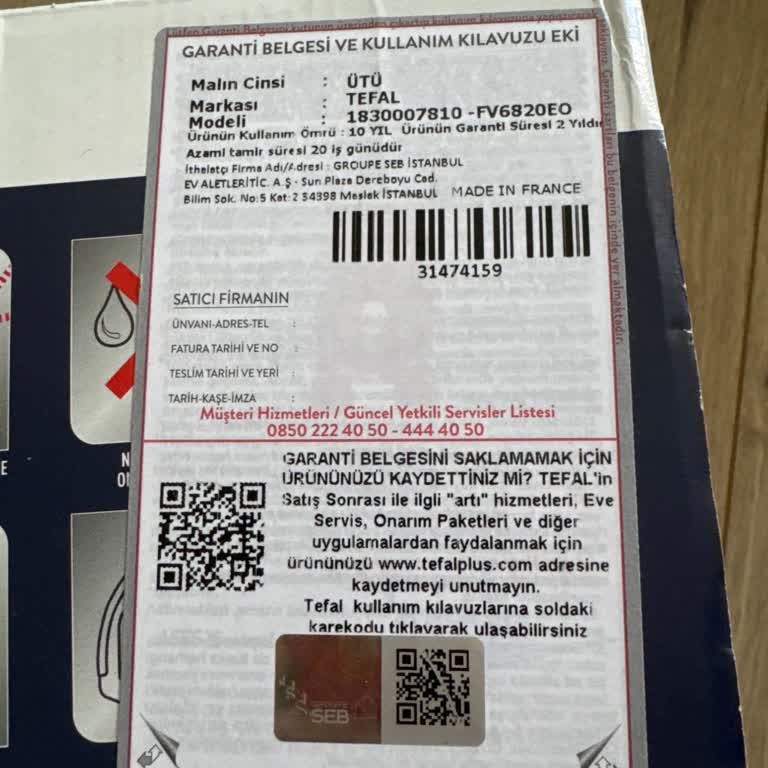 GARANTİ BELGESİ VE KULLANIM KILAVUZU EKİ
Malın Cinsi : ÜTÜ
Markası : TEFAL
Modeli : 1830007810 -FV6820EO
Ürünün Kullanım Ömrü : 10 YIL Ürünün Garanti Süresi 2 Yıldır
Azami tamir süresi 20 iş günüdür
İthalatçı Firma Adı/Adresi : GROUPE SEB İSTANBUL
EV ALETLERİTİC. A Ş - Sun Plaza Dereboyu Cad.
Bilim Sok. No:5 Kat:2 34398 Maslak İSTANBUL MADE IN FRANCE
31474159
SATICI FİRMANIN
ÜNVANI-ADRES-TEL :
FATURA TARİHİ VE NO :
TESLİM TARİHİ VE YERİ :
TARİH-KAŞE-İMZA :
Müşteri Hizmetleri / Güncel Yetkili Servisler Listesi
0850 222 40 50 - 444 40 50
GARANTİ BELGESİNİ SAKLAMAMAK İÇİN
ÜRÜNÜNÜZÜ KAYDETTİNİZ Mİ? TEFAL'in
Satış Sonrası ile ilgli "artı" hizmetleri, Eve
Servis, Onarım Paketleri ve diğer
uygulamalardan faydalanmak için
ürününüzü www.tefalplus.com adresine
kaydetmeyi unutmayın.
Tefal kullanım kılavuzlarına soldaki
karekodu tıklayarak ulaşabilirsiniz
GROUPE
SEB